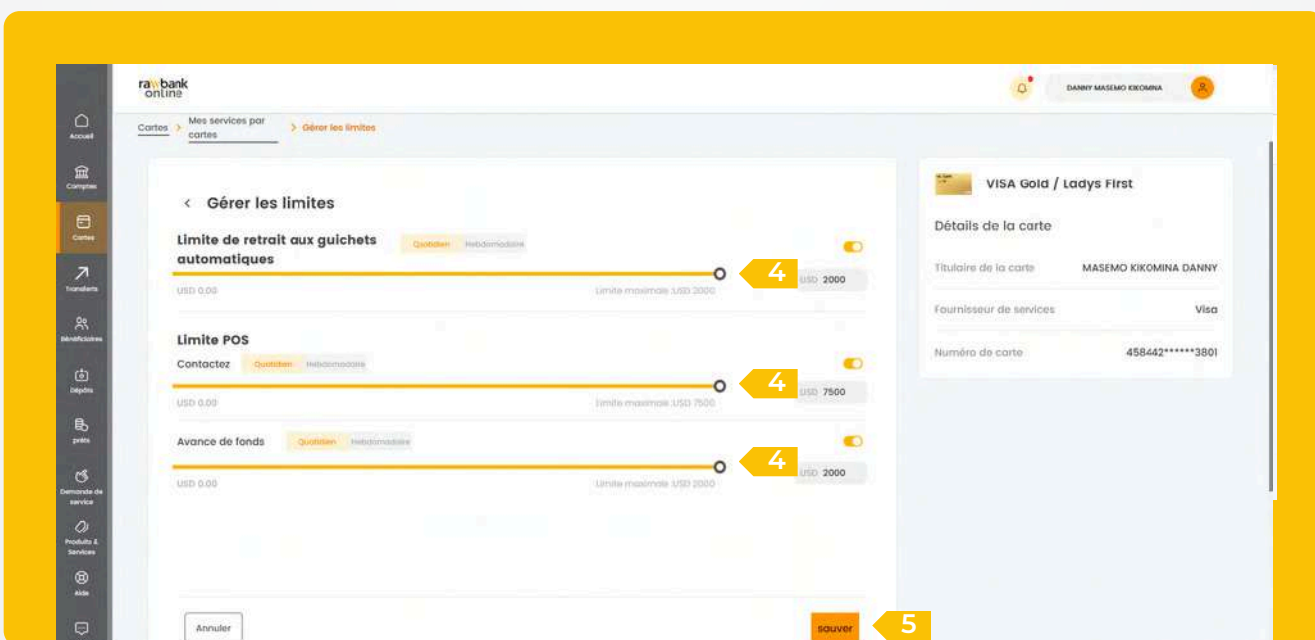 rawbank
online
DANNY MASEMO KIKOMINA
Cartes > Mes services par cartes > Gérer les limites
Accueil
Comptes
Cartes
Transferts
Bénéficiaires
Dépôts
prêts
Demande de
service
Produits &
Services
Aide
< Gérer les limites
Limite de retrait aux guichets
automatiques
Quotidien Hebdomadaire
4
USD 0.00
Limite maximale :USD 2000
USD 2000
Limite POS
Contactez Quotidien Hebdomadaire
4
USD 0.00
Limite maximale :USD 7500
USD 7500
Avance de fonds Quotidien Hebdomadaire
4
USD 0.00
Limite maximale :USD 2000
USD 2000
Annuler
sauver
5
VISA Gold / Ladys First
Détails de la carte
Titulaire de la carte MASEMO KIKOMINA DANNY
Fournisseur de services Visa
Numéro de carte 458442******3801